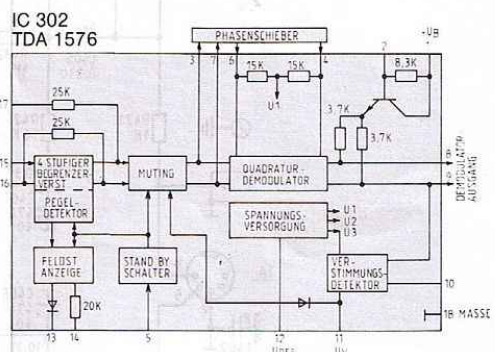 IC 302
TDA 1576
PHASENSCHIEBER
+UB
3 7 6 4 2 1
15K 15K
8,3K
U1
17
25K
25K
3,7K
3,7K
15
16
4 STUFIGER
BEGRENZER-
VERST
PEGEL-
DETEKTOR
MUTING
QUADRATUR-
DEMODULATOR
8
9
DEMODULATOR
AUSGANG
SPANNUNGS-
VERSORGUNG
U1
U2
U3
FELDST
ANZEIGE
STAND BY
SCHALTER
VER-
STIMMUNGS-
DETEKTOR
10
20K
18 MASSE
13 14 5 12 11